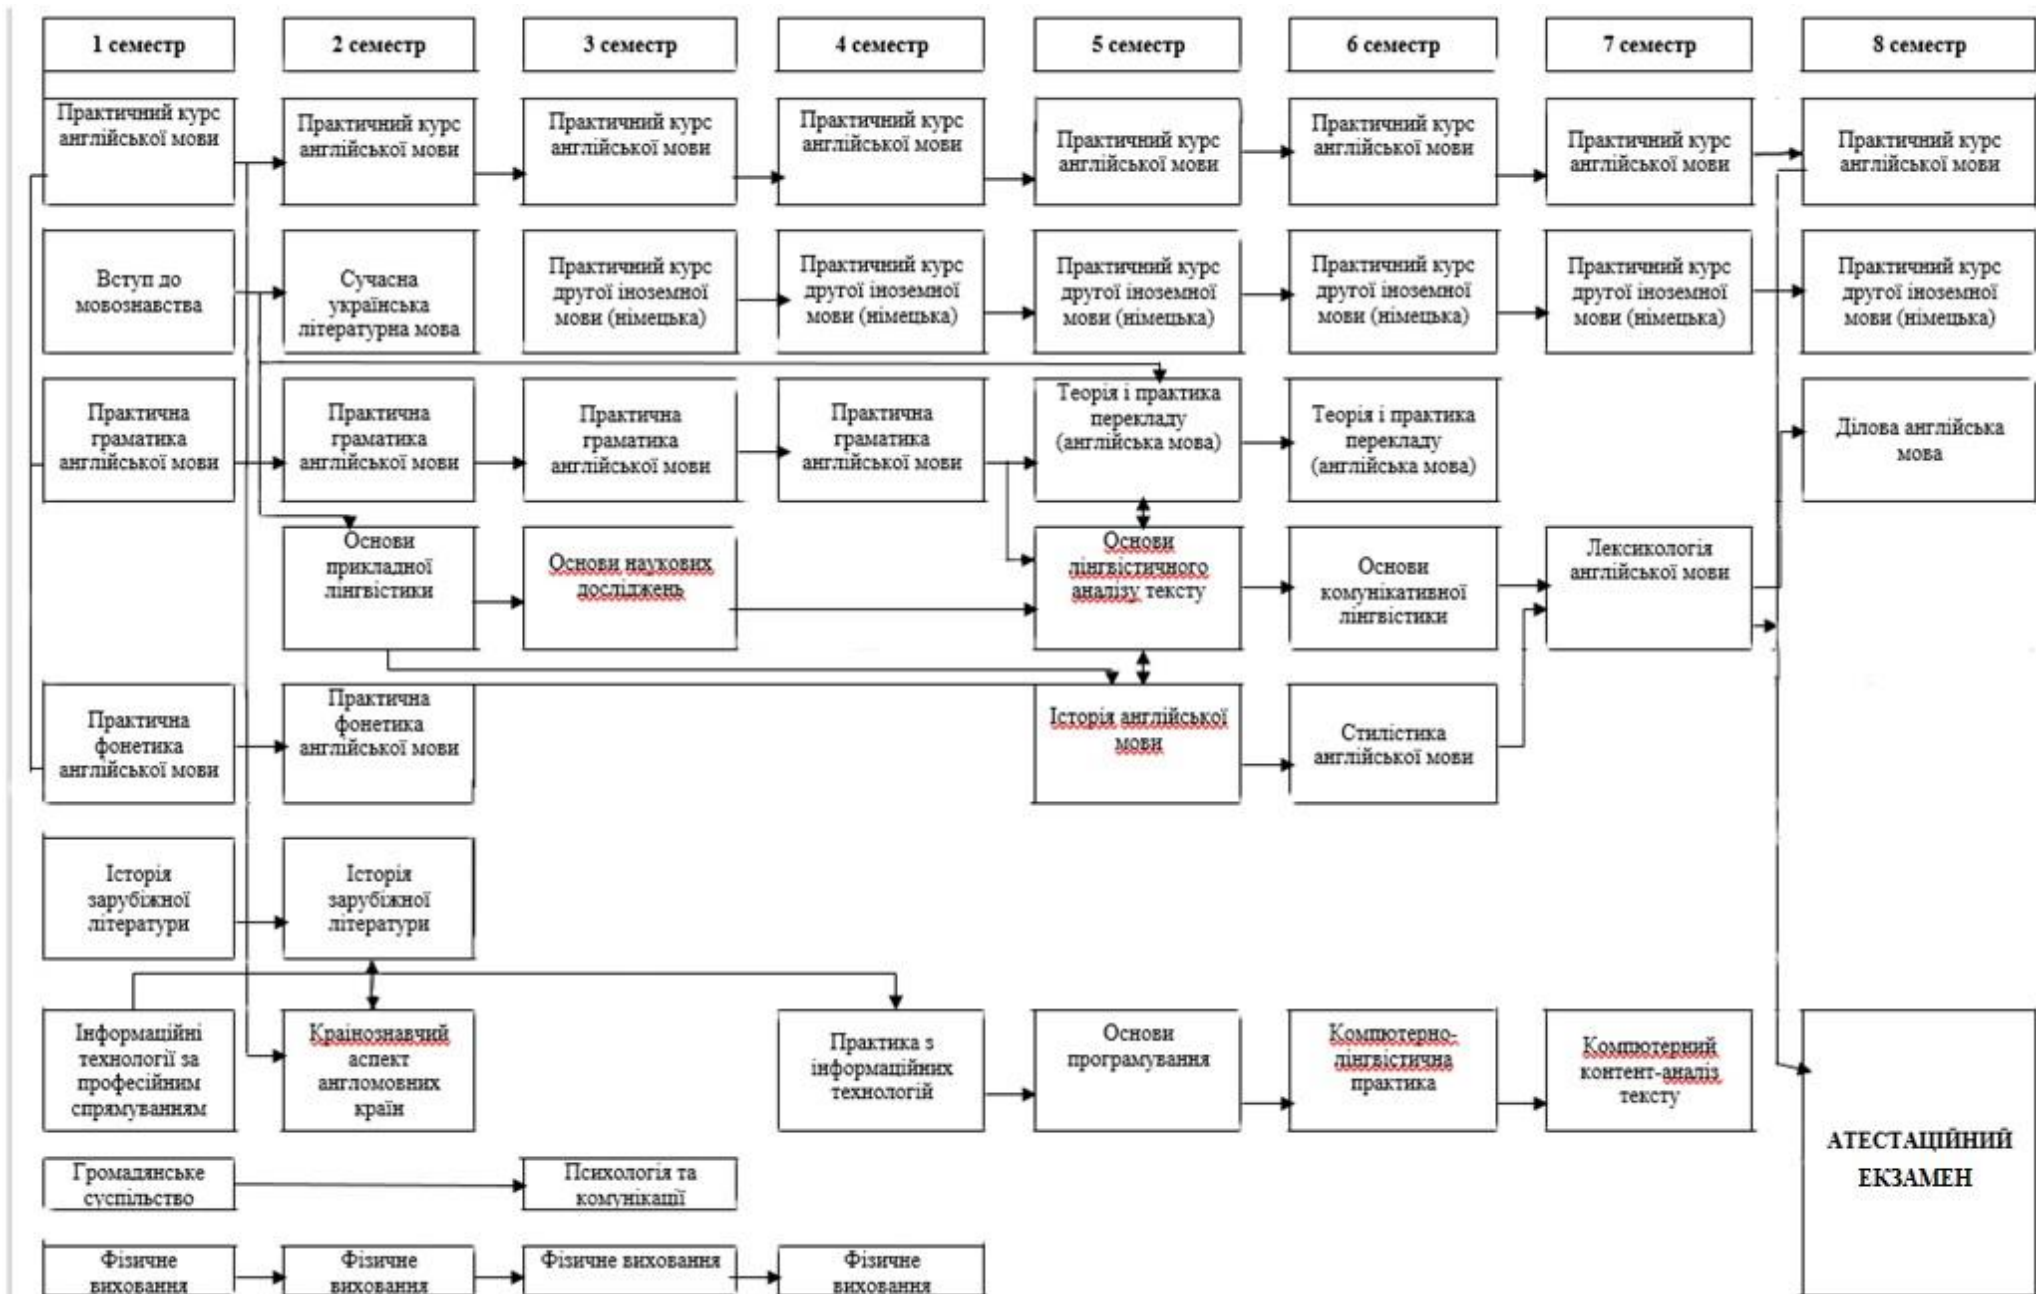 1 семестр
2 семестр
3 семестр
4 семестр
5 семестр
6 семестр
7 семестр
8 семестр
Практичний курс
англійської мови
Практичний курс
англійської мови
Практичний курс
англійської мови
Практичний курс
англійської мови
Практичний курс
англійської мови
Практичний курс
англійської мови
Практичний курс
англійської мови
Практичний курс
англійської мови
Вступ до
мовознавства
Сучасна
українська
літературна мова
Практичний курс
другої іноземної
мови (німецька)
Практичний курс
другої іноземної
мови (німецька)
Практичний курс
другої іноземної
мови (німецька)
Практичний курс
другої іноземної
мови (німецька)
Практичний курс
другої іноземної
мови (німецька)
Практичний курс
другої іноземної
мови (німецька)
Практична
граматика
англійської мови
Практична
граматика
англійської мови
Практична
граматика
англійської мови
Практична
граматика
англійської мови
Теорія і практика
перекладу
(англійська мова)
Теорія і практика
перекладу
(англійська мова)
Ділова англійська
мова
Основи
прикладної
лінгвістики
Основи наукових
досліджень
Основи
лінгвістичного
аналізу тексту
Основи
комунікативної
лінгвістики
Лексикологія
англійської мови
Практична
фонетика
англійської мови
Практична
фонетика
англійської мови
Історія англійської
мови
Стилістика
англійської мови
Історія
зарубіжної
літератури
Історія
зарубіжної
літератури
Інформаційні
технології за
професійним
спрямуванням
Краінознавчий
аспект
англомовних
країн
Практика з
інформаційних
технологій
Основи
програмування
Компютерно-
лінгвістична
практика
Компютерний
контент-аналіз
тексту
АТЕСТАЦІЙНИЙ
ЕКЗАМЕН
Громадянське
суспільство
Психологія та
комунікації
Фізичне
виховання
Фізичне
виховання
Фізичне виховання
Фізичне
виховання